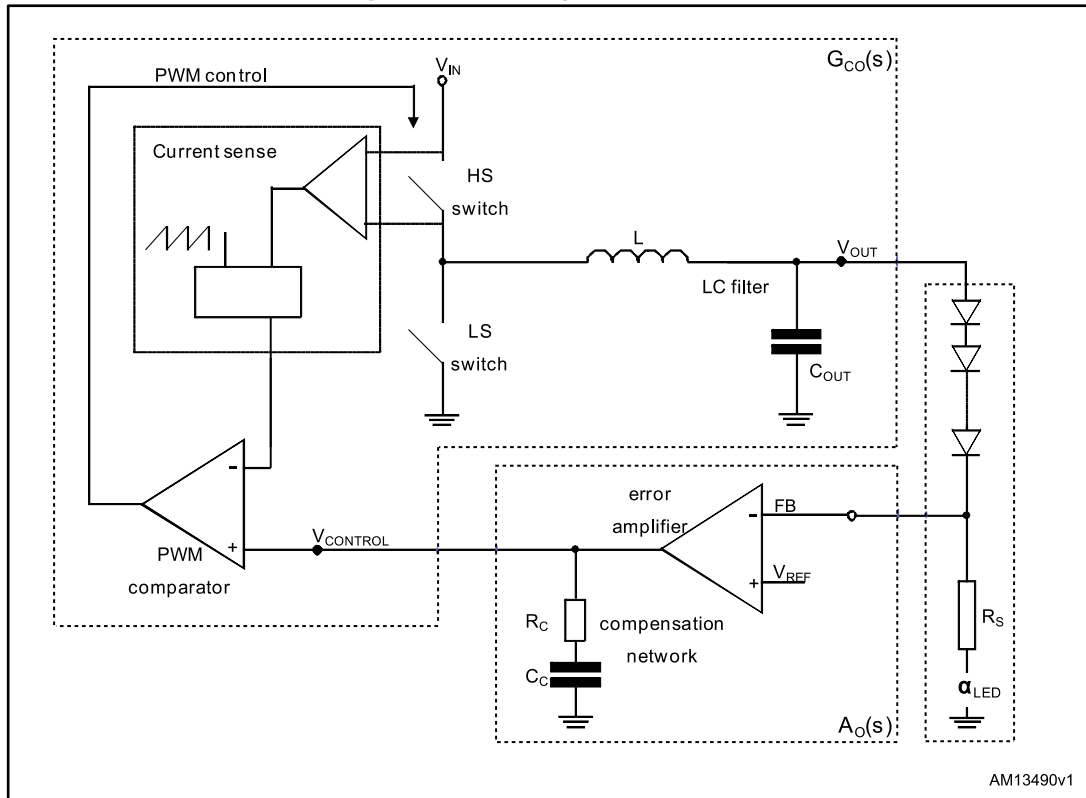 G_CO(s)
V_IN
PWM control
Current sense
HS
switch
L
V_OUT
LC filter
LS
switch
C_OUT
error
amplifier
FB
-
-
+
V_CONTROL
PWM
comparator
+
V_REF
R_C
compensation
network
C_C
R_S
α_LED
A_O(s)
AM13490v1